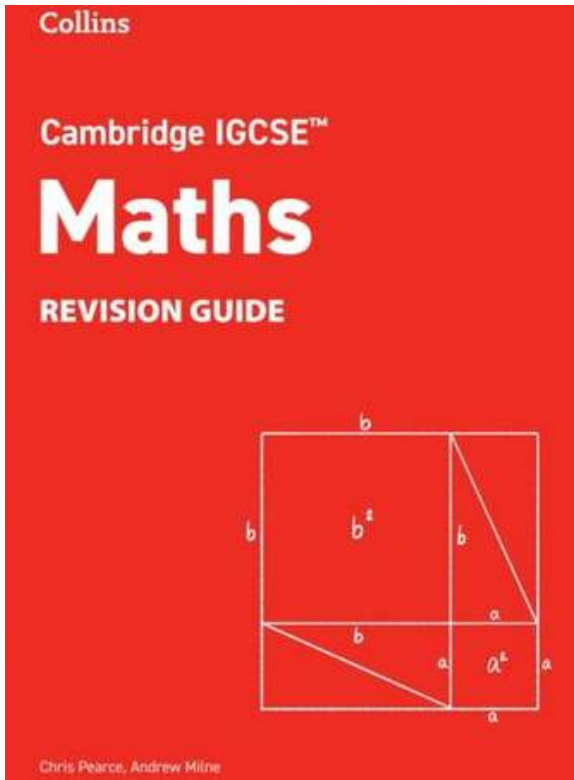 Collins
Cambridge IGCSE™
Maths
REVISION GUIDE
b
b
b²
b
a
b
a
a²
a
a
Chris Pearce, Andrew Milne